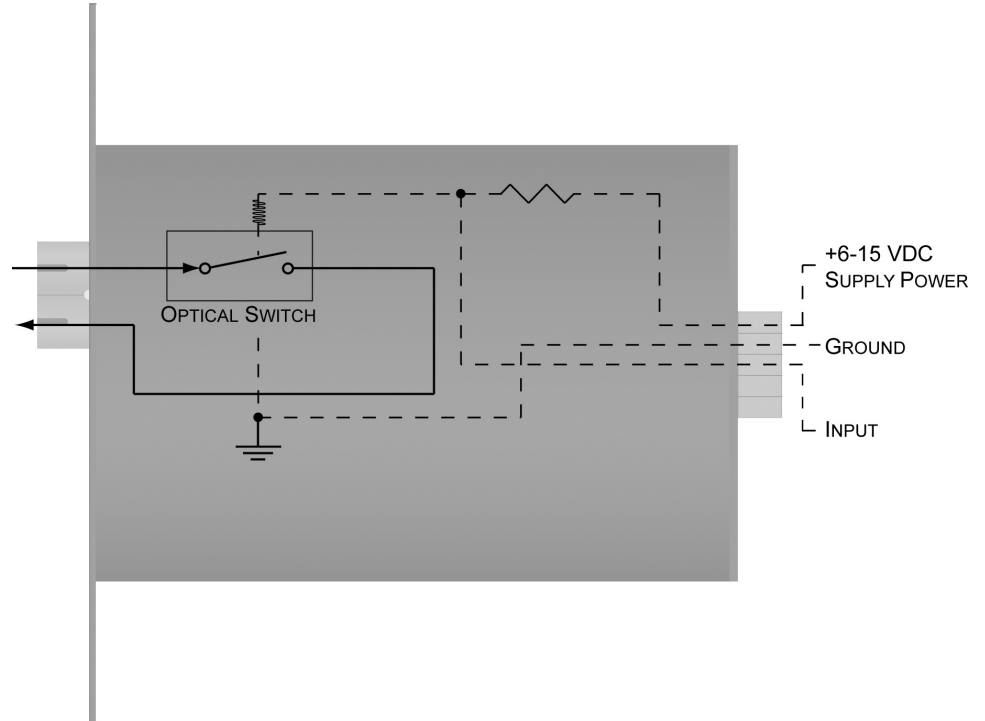 +6-15 VDC
SUPPLY POWER
OPTICAL SWITCH
GROUND
INPUT